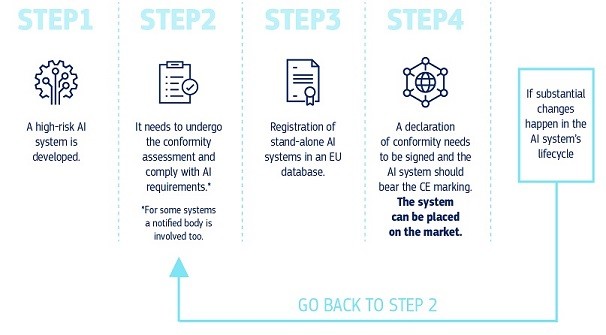 STEP1
A high-risk AI
system is
developed.
STEP2
It needs to undergo
the conformity
assessment and
comply with AI
requirements.*
*For some systems
a notified body is
involved too.
STEP3
Registration of
stand-alone AI
systems in an EU
database.
STEP4
A declaration
of conformity needs
to be signed and the
AI system should
bear the CE marking.
The system
can be placed
on the market.
If substantial
changes
happen in the
AI system's
lifecycle
GO BACK TO STEP 2